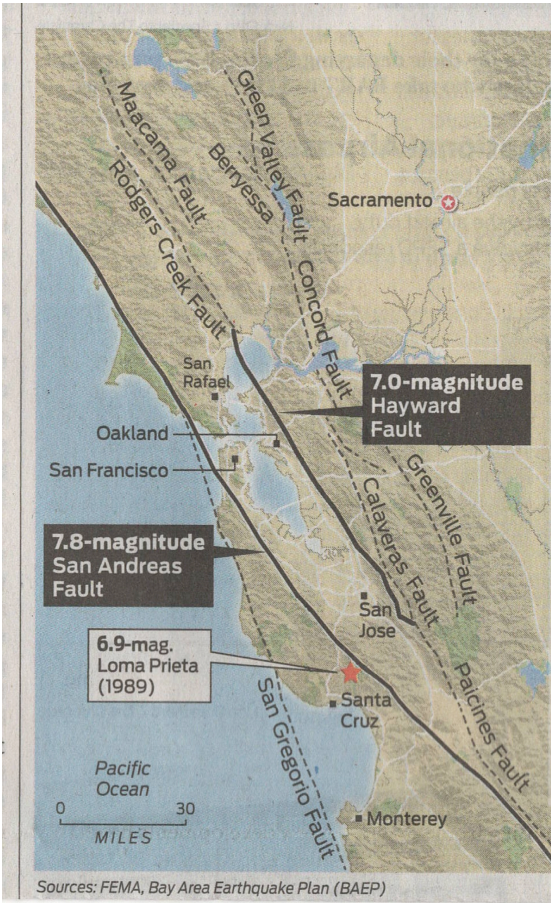 Maacama Fault
Green Valley Fault
Berryessa
Rodgers Creek Fault
Sacramento
Concord Fault
San
Rafael
7.0-magnitude
Hayward
Fault
Oakland
San Francisco
Greenville Fault
Calaveras Fault
7.8-magnitude
San Andreas
Fault
San
Jose
6.9-mag.
Loma Prieta
(1989)
Paicines Fault
Santa
Cruz
San Gregorio Fault
Pacific
Ocean
0 30
MILES
Monterey
Sources: FEMA, Bay Area Earthquake Plan (BAEP)